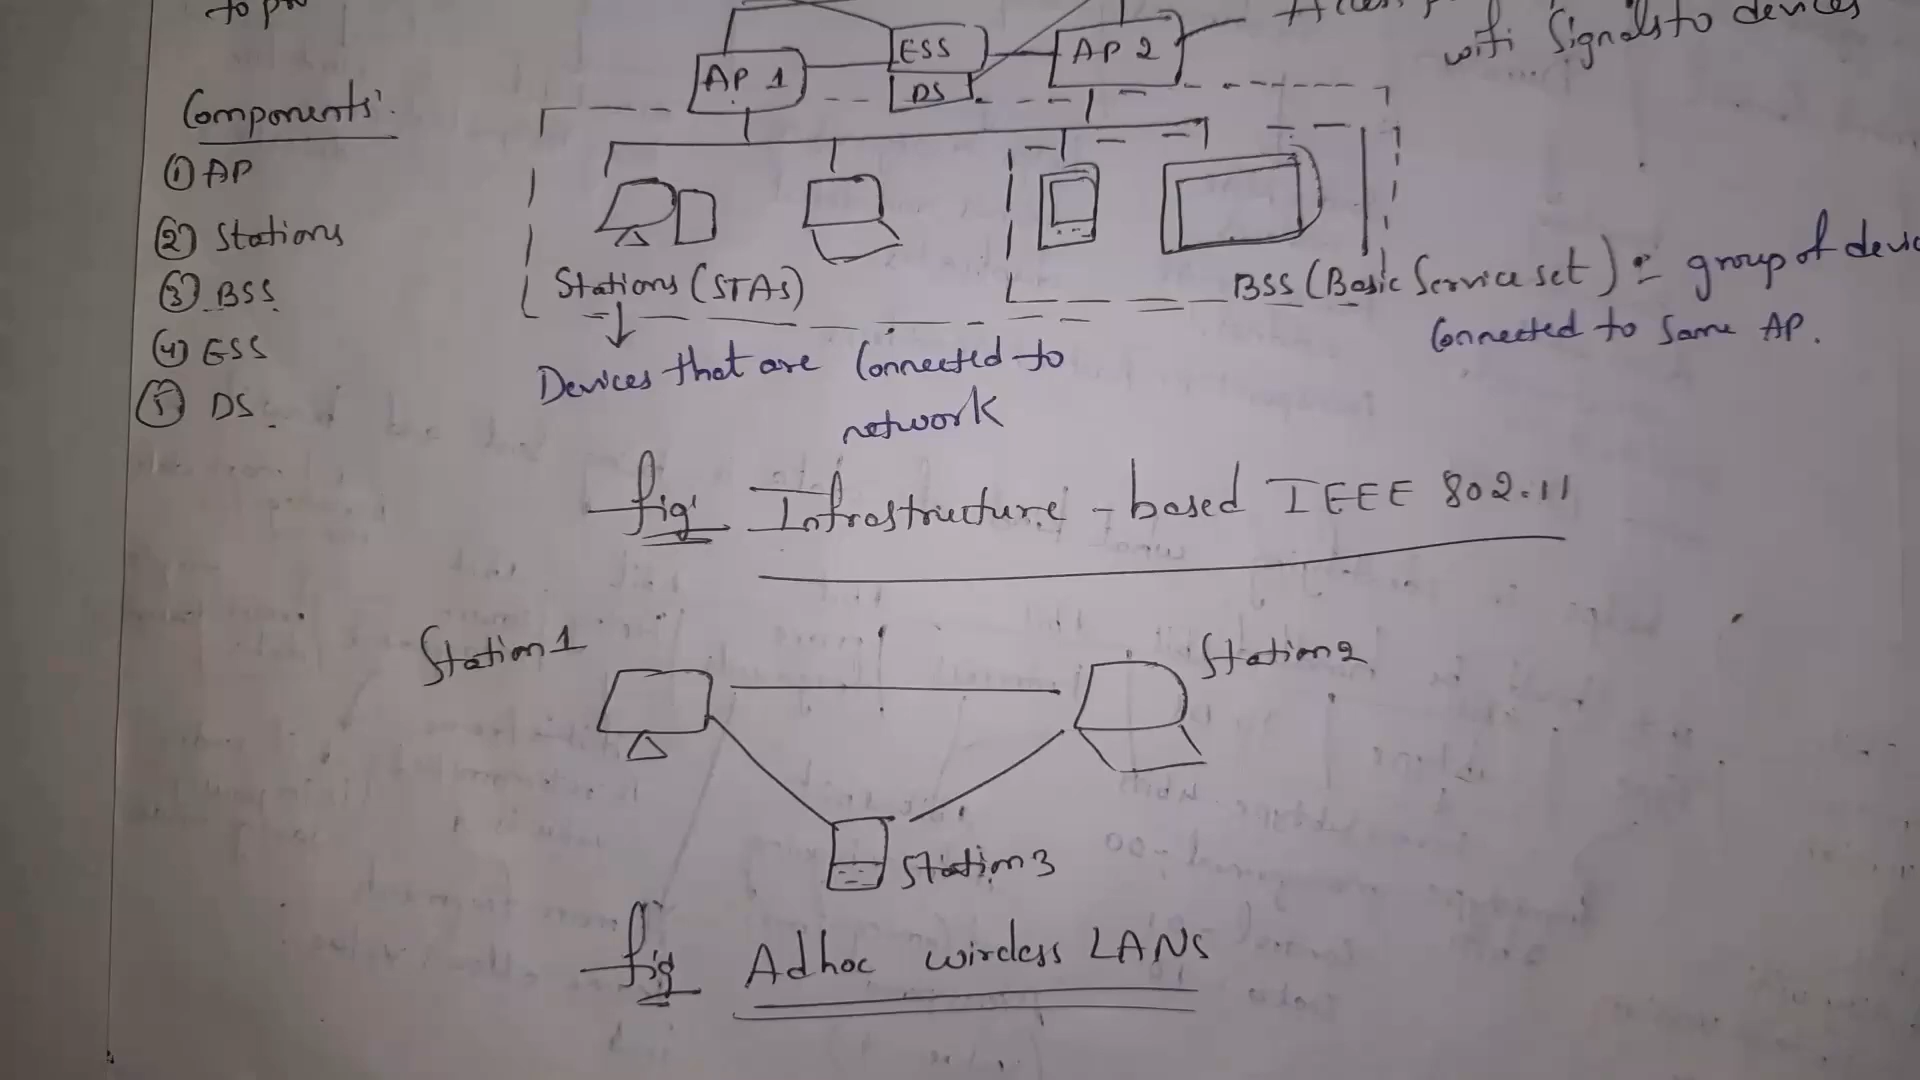 to
wifi Signals to devices
ESS
AP 2
AP 1
DS
Components:
① AP
② Stations
③ BSS
④ ESS
⑤ DS
Stations (STAs)
BSS (Basic Service set) :- group of
Connected to Same AP.
Devices that are Connected to
network
fig: Infrastructure - based IEEE 802.11
Station 1
Station 2
Station 3
fig Adhoc wireless LANs